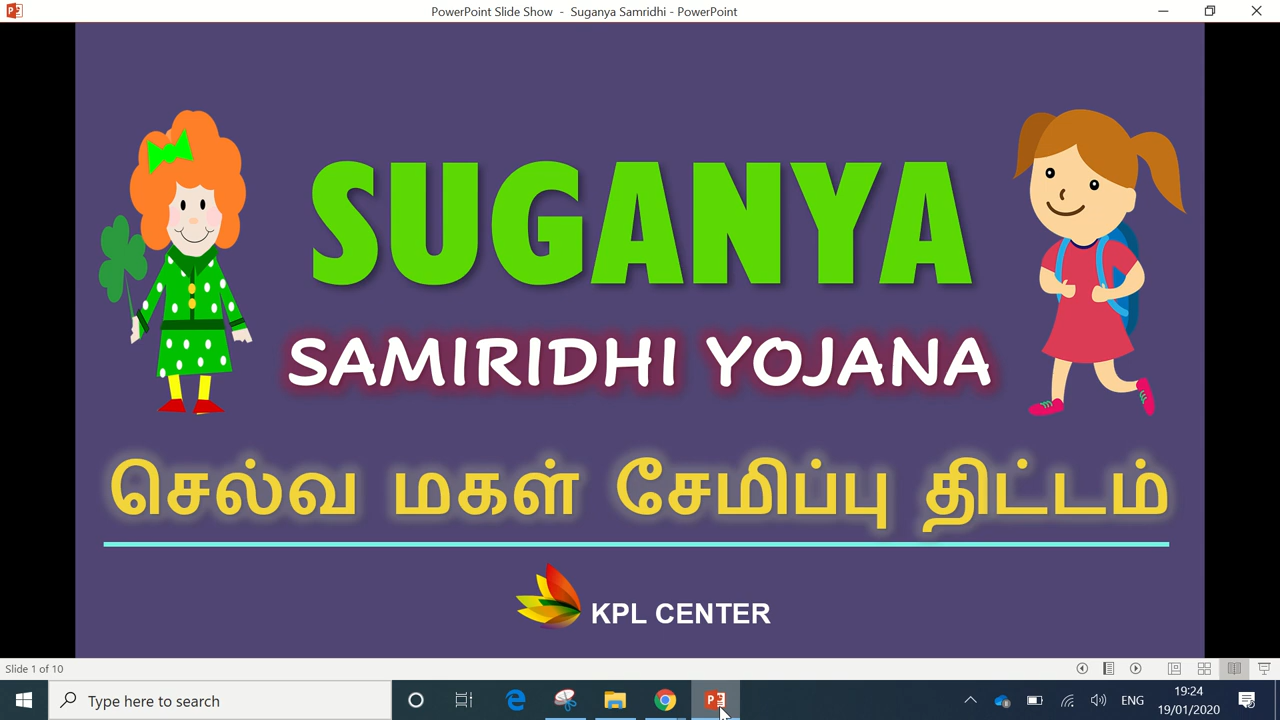 PowerPoint Slide Show - Suganya Samridhi - PowerPoint
SUGANYA
SAMIRIDHI YOJANA
செல்வ மகள் சேமிப்பு திட்டம்
KPL CENTER
Slide 1 of 10
Type here to search
ENG
19:24
19/01/2020